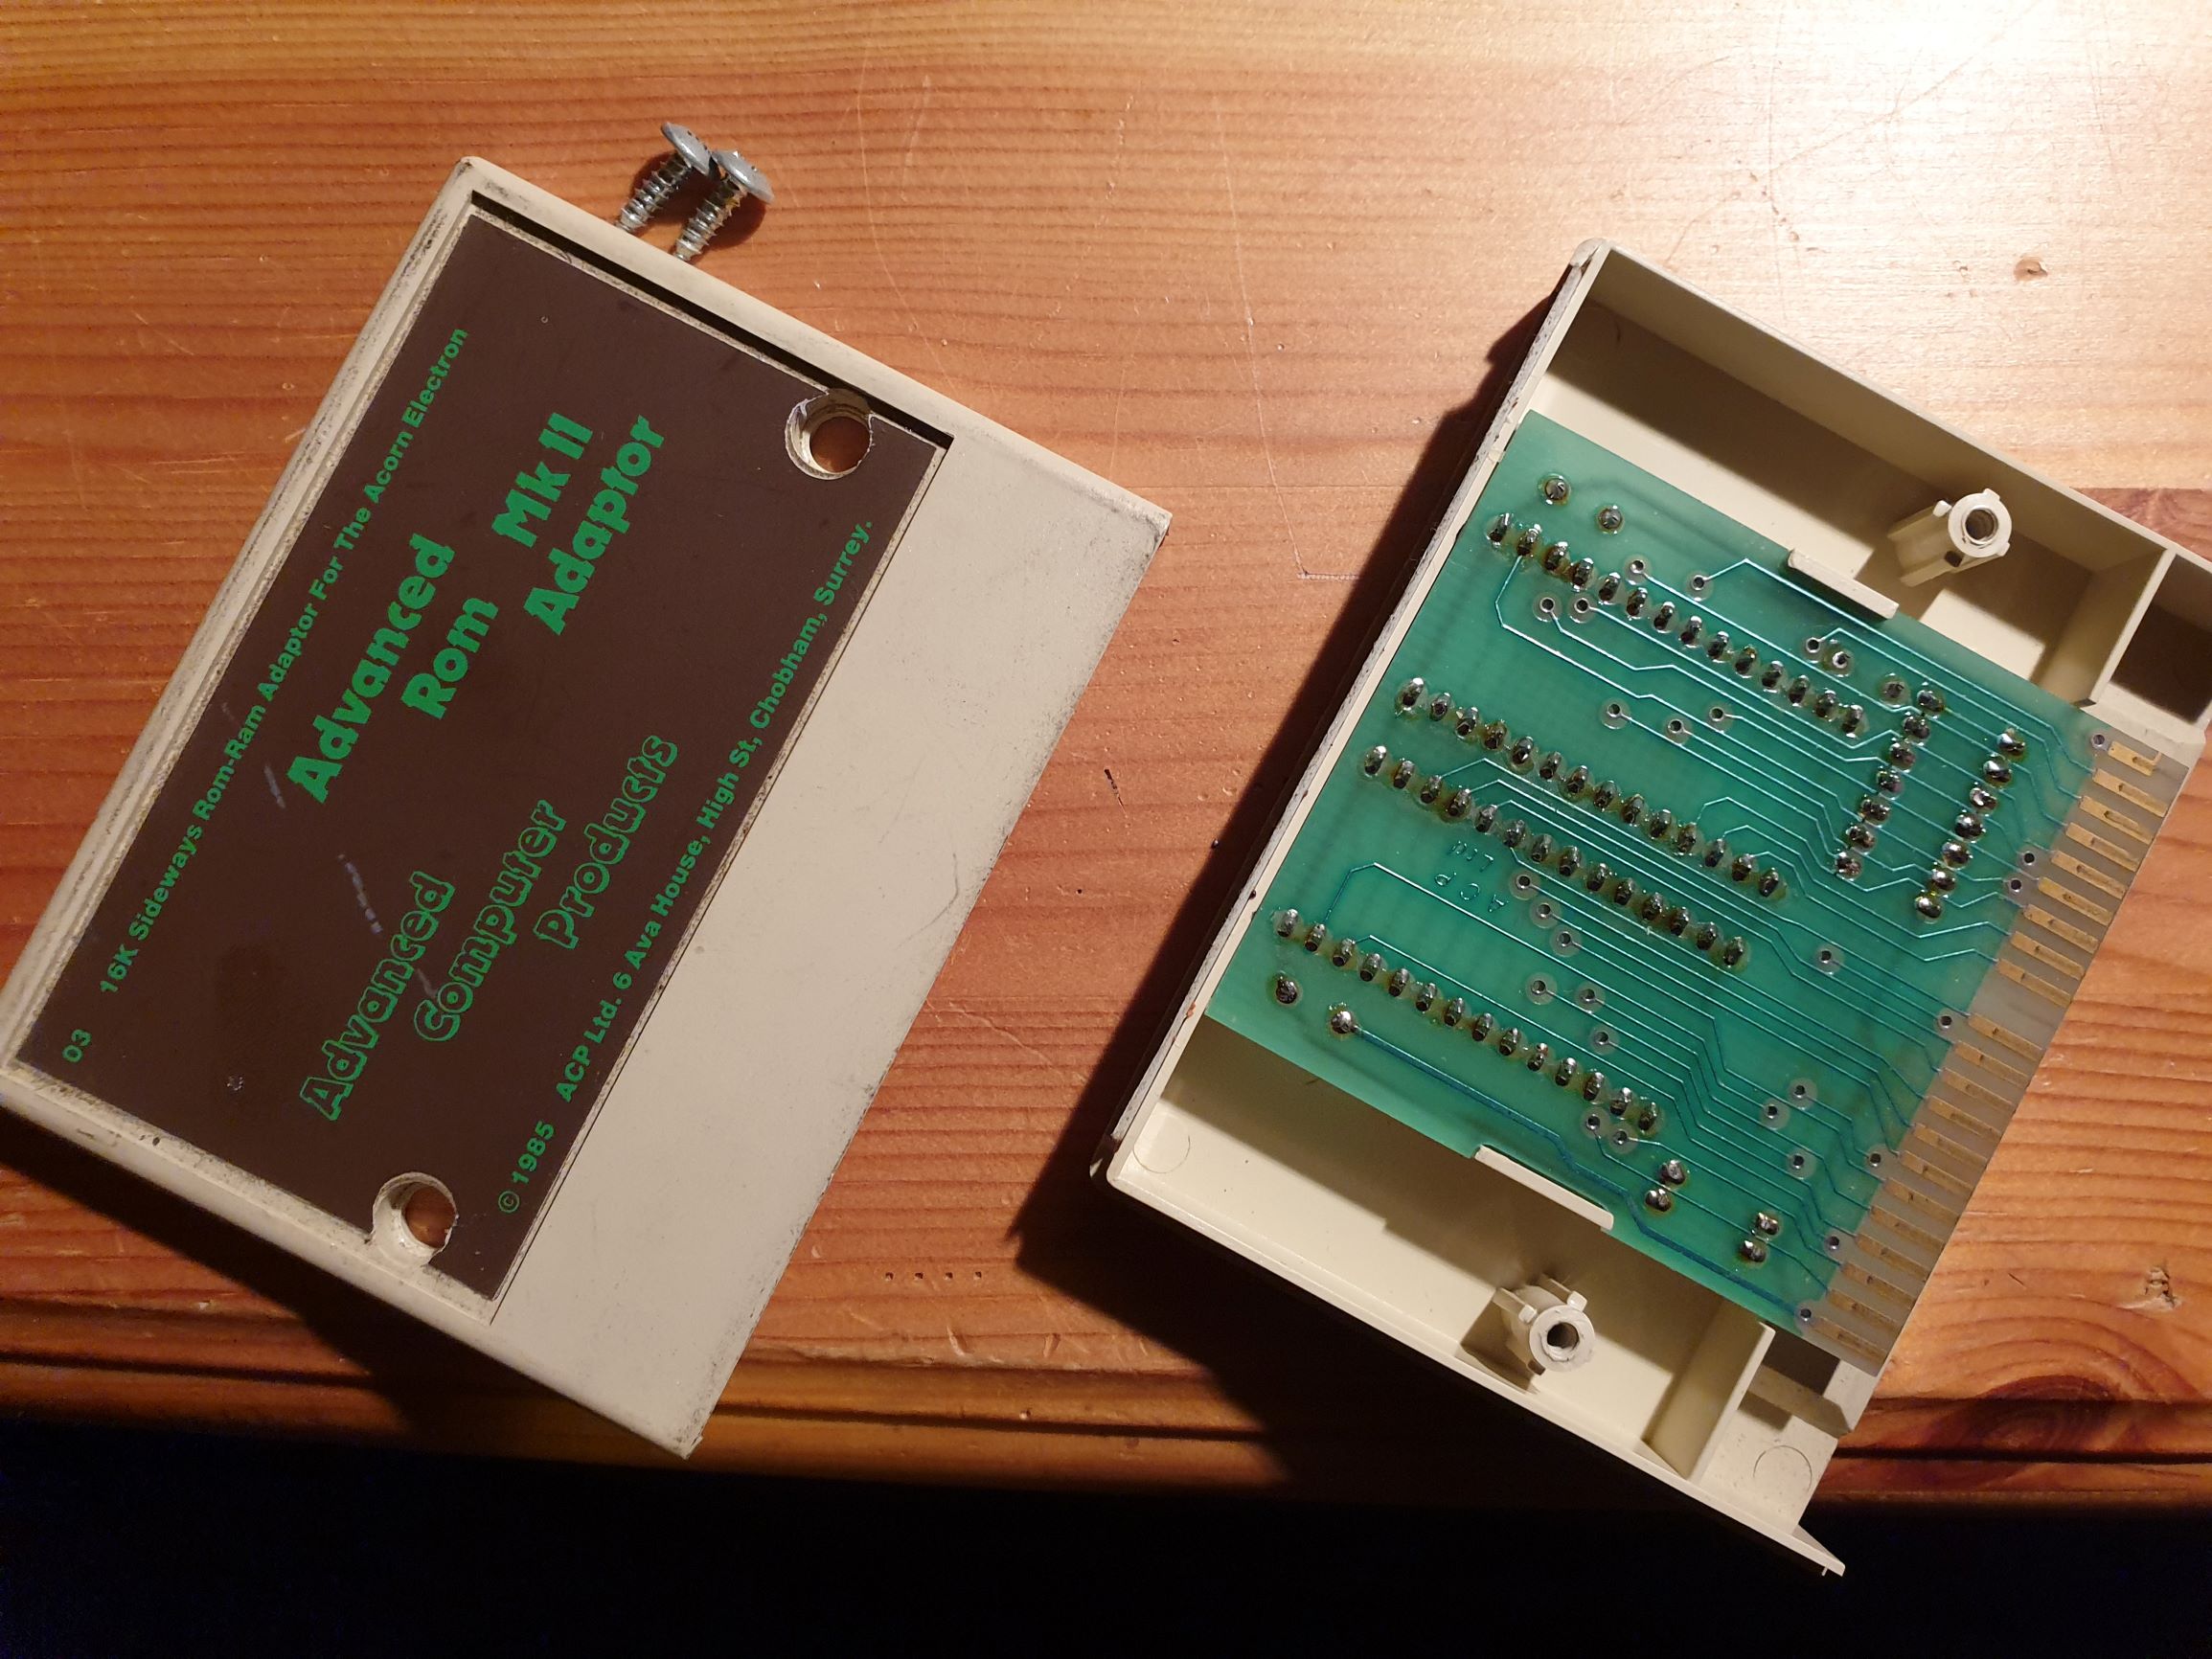 03 16K Sideways Rom-Ram Adaptor For The Acorn Electron
Advanced
Rom Mk II
Adaptor
Advanced
Computer
Products
© 1985 ACP Ltd. 6 Ava House, High St, Chobham, Surrey.
ACP
Ltd